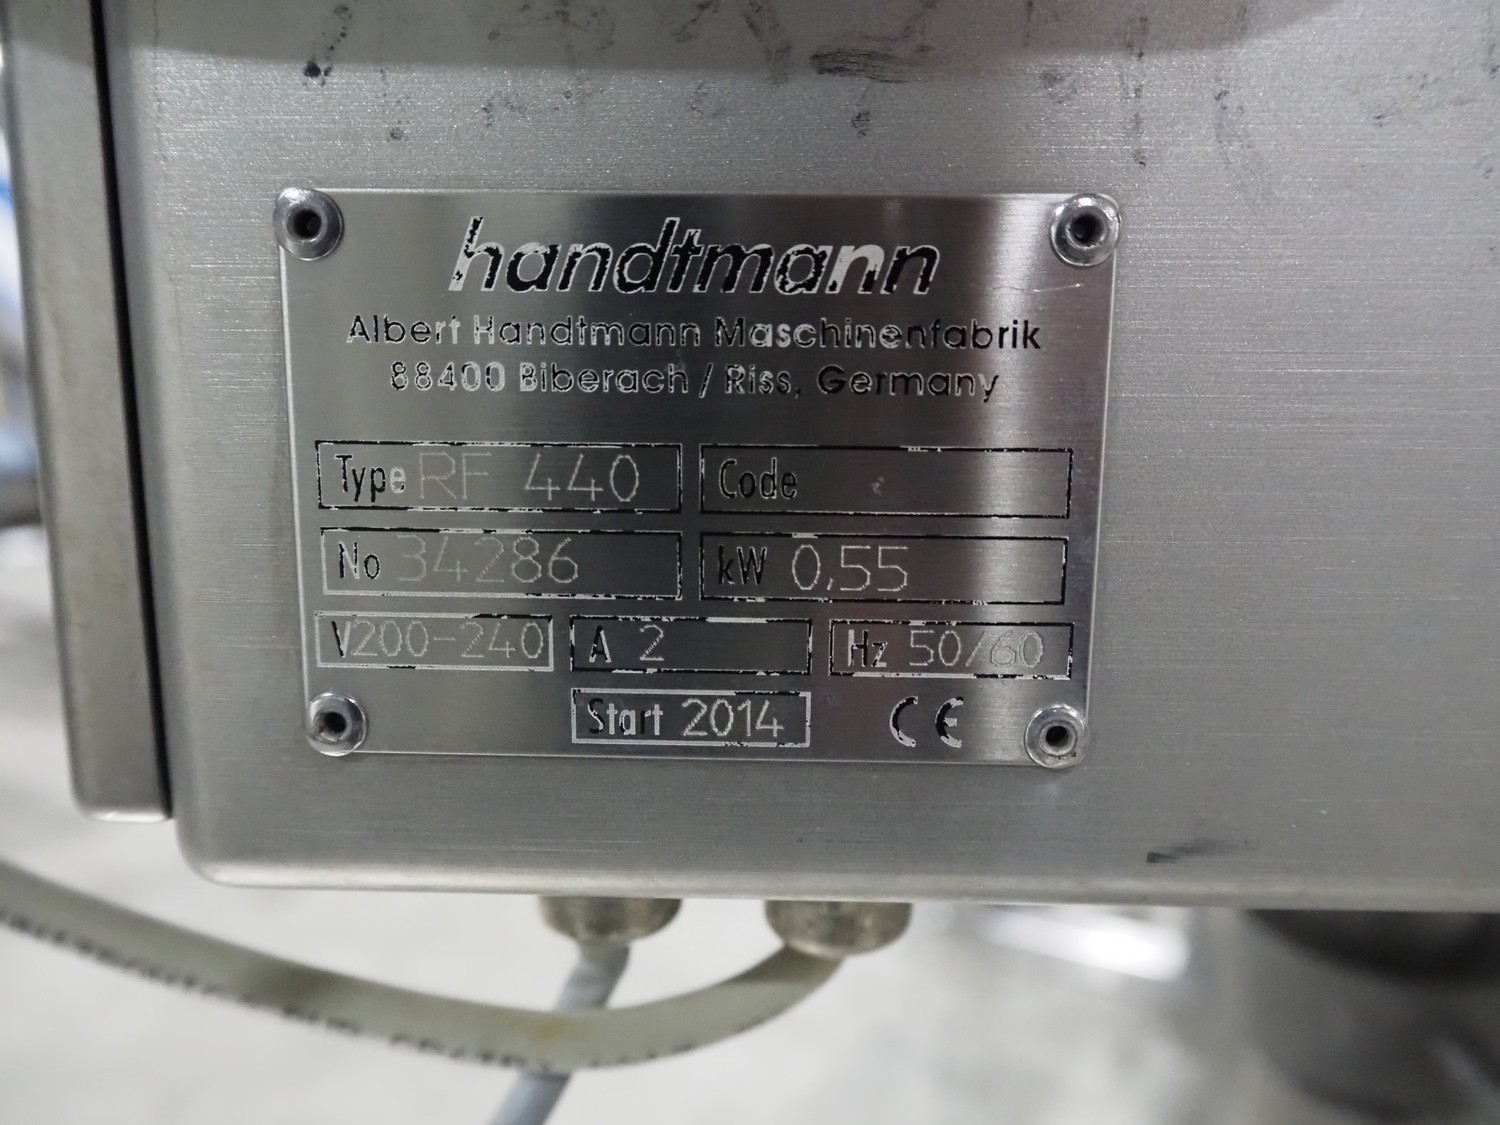 handtmann
Albert Handtmann Maschinenfabrik
88400 Biberach / Riss, Germany
Type RF 440 Code
No 34286 kW 0,55
V 200-240 A 2 Hz 50/60
Start 2014 CE